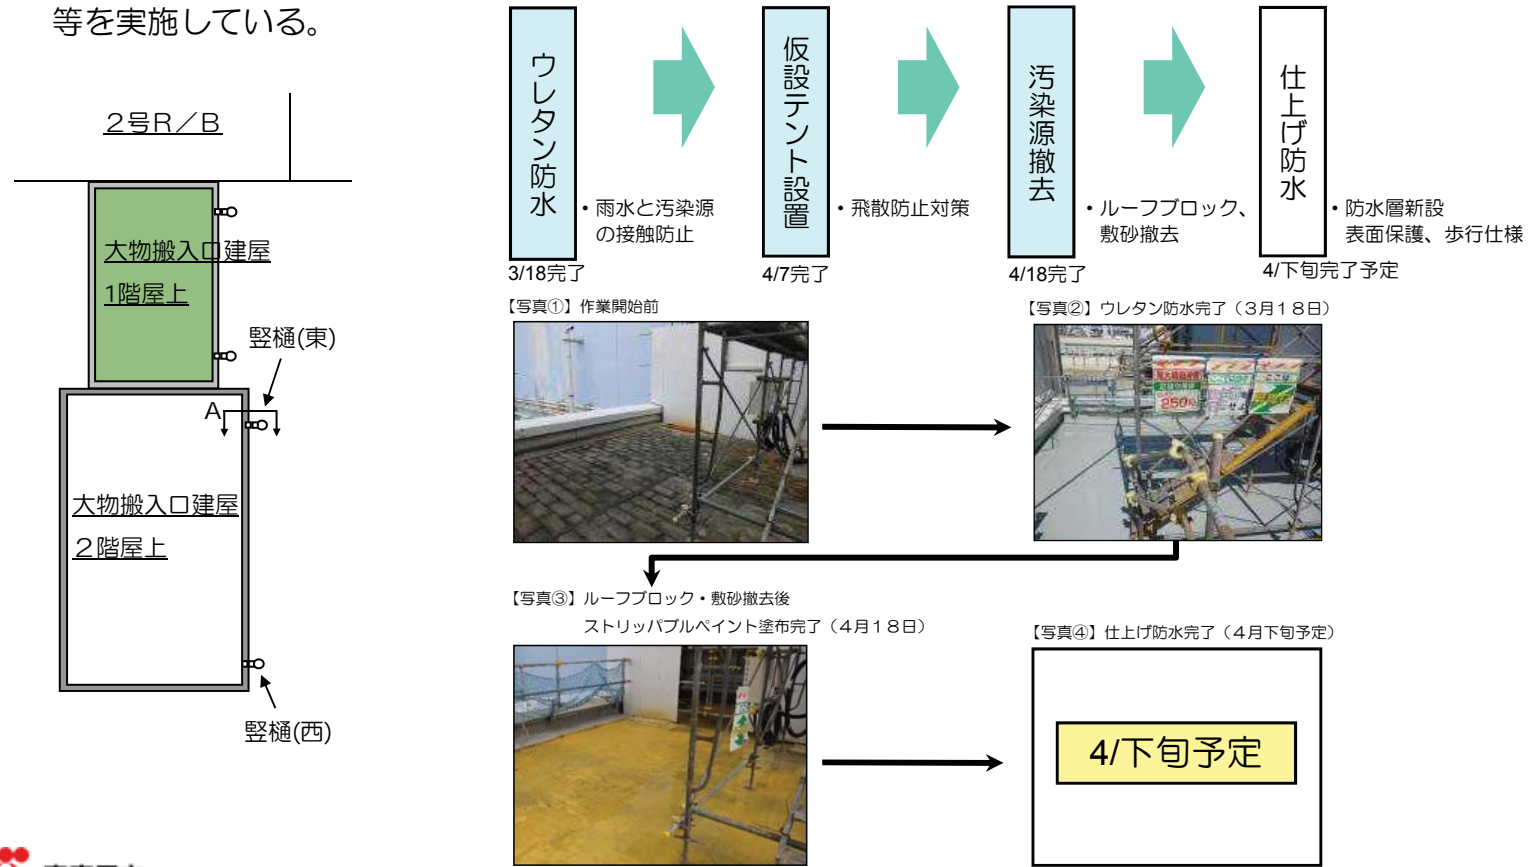 等を実施している。
2号R／B
大物搬入口建屋
1階屋上
竪樋(東)
A
大物搬入口建屋
２階屋上
竪樋(西)
ウレタン防水
・雨水と汚染源
の接触防止
3/18完了
仮設テント設置
・飛散防止対策
4/7完了
汚染源撤去
・ルーフブロック、
敷砂撤去
4/18完了
仕上げ防水
・防水層新設
表面保護、歩行仕様
4/下旬完了予定
【写真①】作業開始前
【写真②】ウレタン防水完了（３月１８日）
250
【写真③】ルーフブロック・敷砂撤去後
ストリッパブルペイント塗布完了（４月１８日）
【写真④】仕上げ防水完了（４月下旬予定）
4/下旬予定